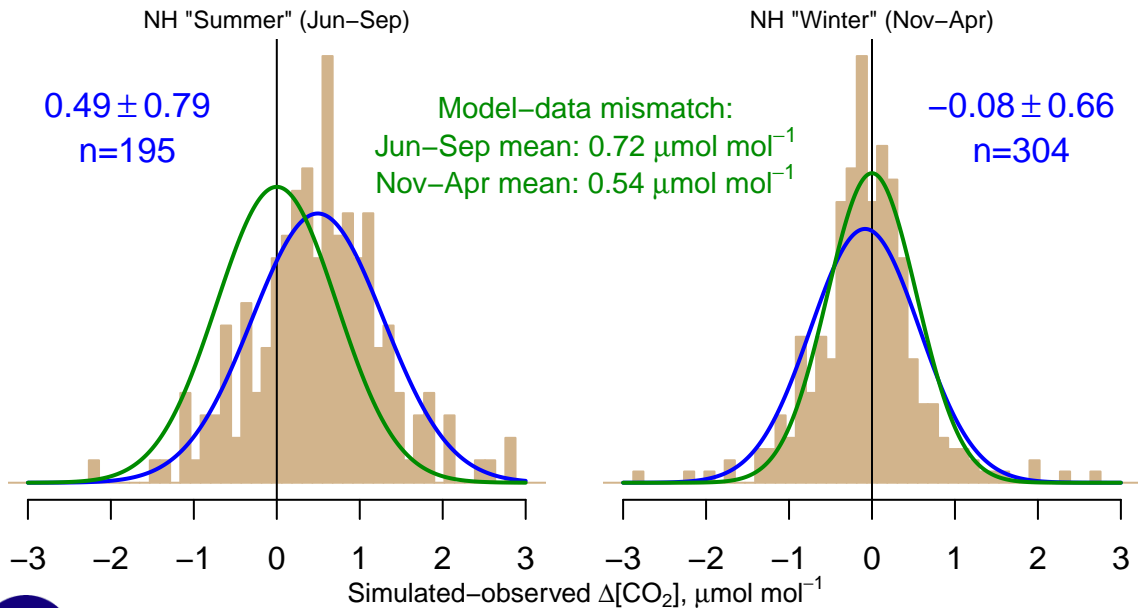 NH "Summer" (Jun−Sep)
NH "Winter" (Nov−Apr)
0.49 ± 0.79
n=195
Model−data mismatch:
Jun−Sep mean: 0.72 μmol mol⁻¹
Nov−Apr mean: 0.54 μmol mol⁻¹
−0.08 ± 0.66
n=304
−3 −2 −1 0 1 2 3
−3 −2 −1 0 1 2 3
Simulated−observed Δ[CO₂], μmol mol⁻¹